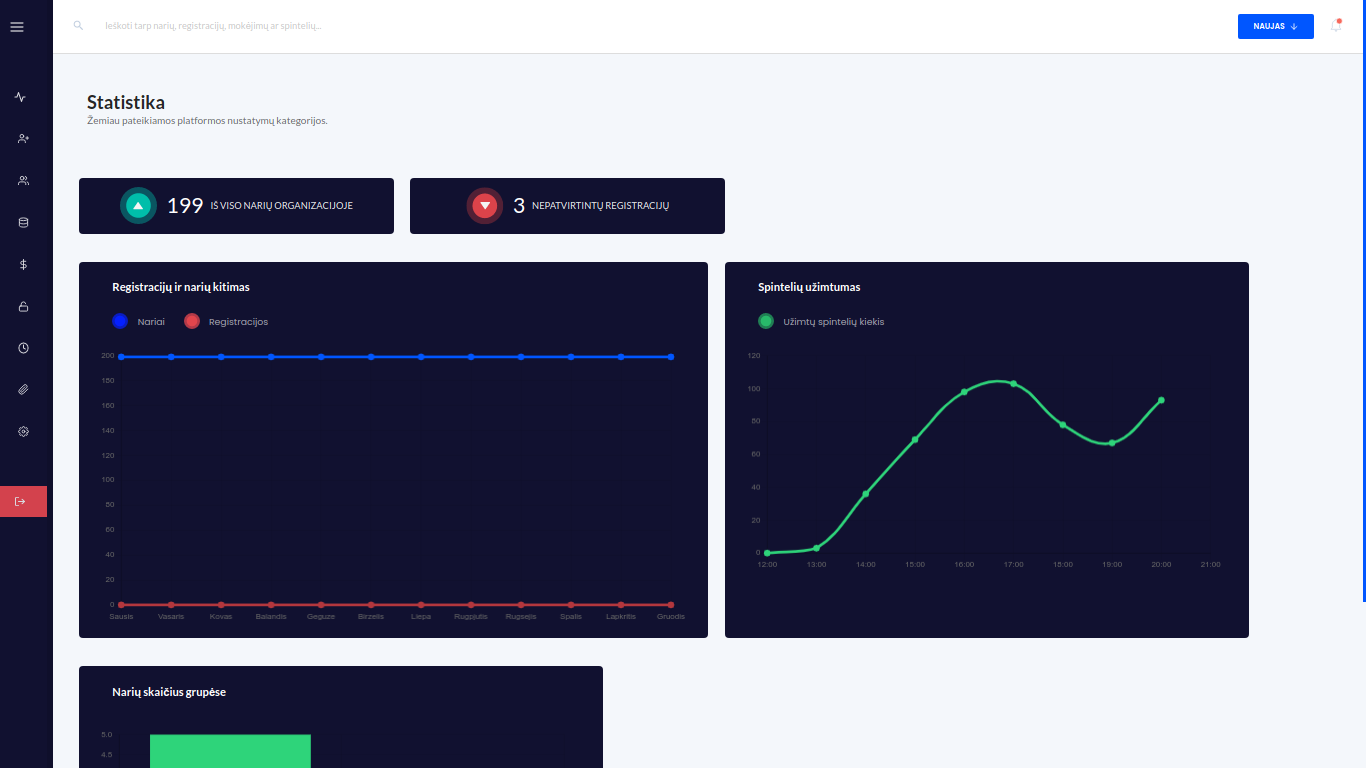 Ieškoti tarp narių, registracijų, mokėjimų ar spintelių...
NAUJAS
Statistika
Žemiau pateikiamos platformos nustatymų kategorijos.
199 IŠ VISO NARIŲ ORGANIZACIJOJE
3 NEPATVIRTINTŲ REGISTRACIJŲ
Registracijų ir narių kitimas
Nariai
Registracijos
200
180
160
140
120
100
80
60
40
20
0
Sausis Vasaris Kovas Balandis Geguze Birzelis Liepa Rugpjutis Rugsejis Spalis Lapkritis Gruodis
Spintelių užimtumas
Užimtų spintelių kiekis
120
100
80
60
40
20
0
12:00 13:00 14:00 15:00 16:00 17:00 18:00 19:00 20:00 21:00
Narių skaičius grupėse
5.0
4.5